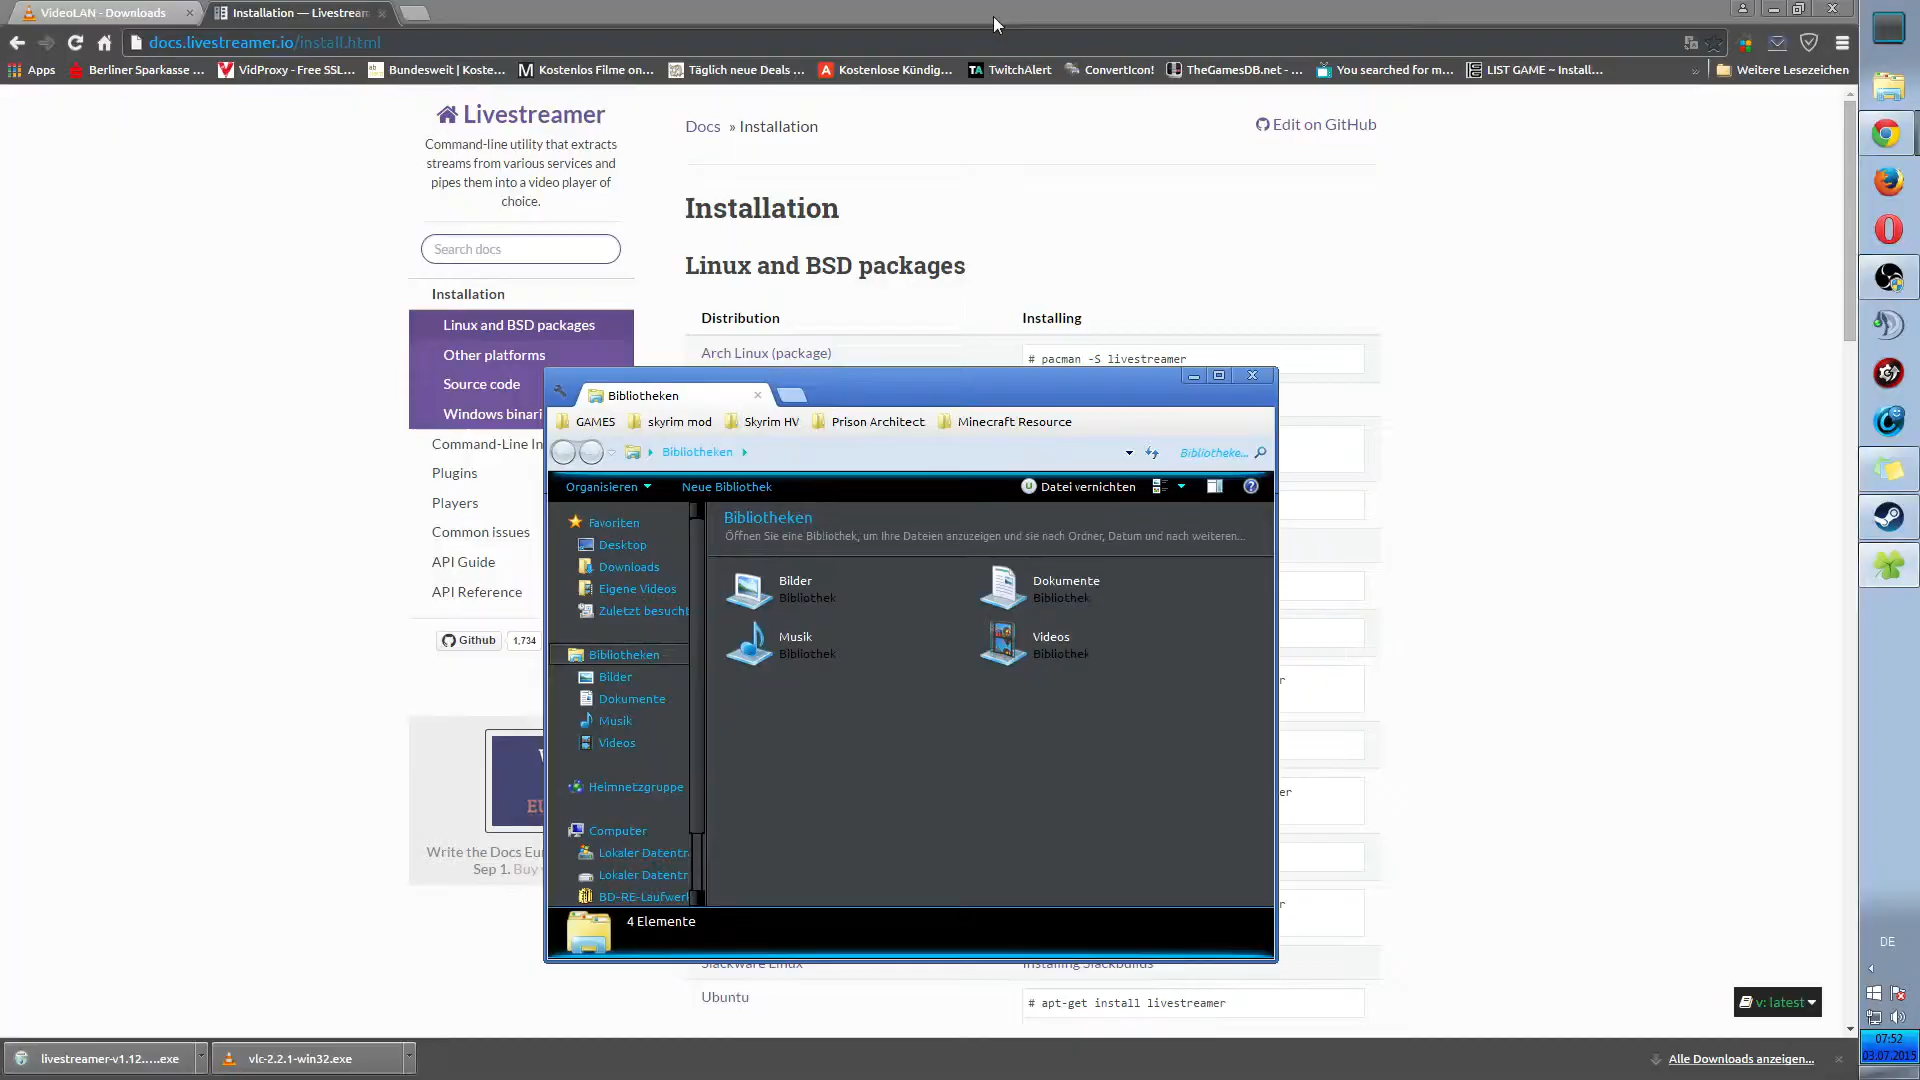 VideoLAN - Downloads
Installation — Livestream
docs.livestreamer.io/install.html
Apps
Berliner Sparkasse ...
VidProxy - Free SSL...
Bundesweit | Koste...
Kostenlos Filme on...
Täglich neue Deals ...
Kostenlose Kündig...
TwitchAlert
ConvertIcon!
TheGamesDB.net - ...
You searched for m...
LIST GAME ~ Install...
»
Weitere Lesezeichen
Livestreamer
Command-line utility that extracts
streams from various services and
pipes them into a video player of
choice.
Search docs
Installation
Linux and BSD packages
Other platforms
Source code
Windows binari
Command-Line In
Plugins
Players
Common issues
API Guide
API Reference
Github
1,734
Write the Docs Eu
Sep 1. Buy
Docs » Installation
Edit on GitHub
Installation
Linux and BSD packages
Distribution
Installing
Arch Linux (package)
# pacman -S livestreamer
Bibliotheken
GAMES
skyrim mod
Skyrim HV
Prison Architect
Minecraft Resource
Bibliotheken
Bibliotheke...
Organisieren
Neue Bibliothek
Datei vernichten
Favoriten
Desktop
Downloads
Eigene Videos
Zuletzt besucht
Bibliotheken
Bilder
Dokumente
Musik
Videos
Heimnetzgruppe
Computer
Lokaler Datentr
Lokaler Datentr
BD-RE-Laufwerk
Bibliotheken
Öffnen Sie eine Bibliothek, um Ihre Dateien anzuzeigen und sie nach Ordner, Datum und nach weiteren...
Bilder
Bibliothek
Dokumente
Bibliothek
Musik
Bibliothek
Videos
Bibliothek
4 Elemente
r
er
r
Slackware Linux
Installing Slackbuilds
Ubuntu
# apt-get install livestreamer
v: latest
livestreamer-v1.12.....exe
vlc-2.2.1-win32.exe
Alle Downloads anzeigen...
DE
07:52
03.07.2015